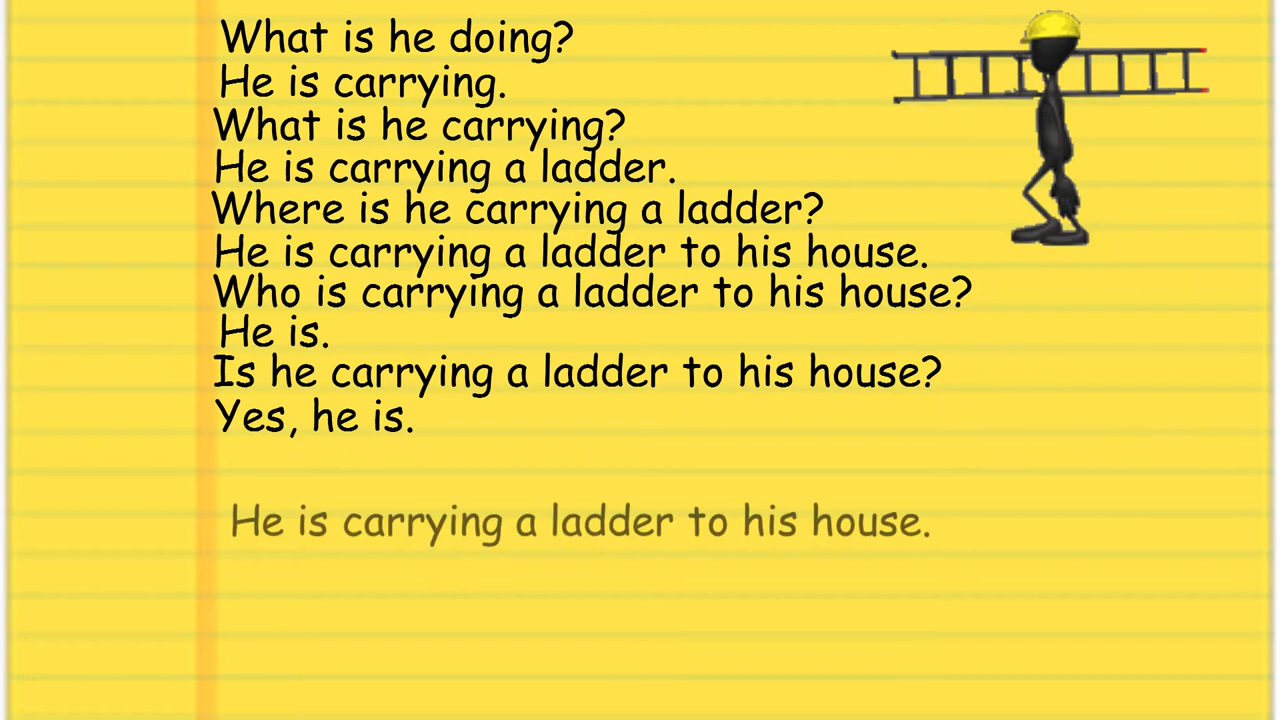 What is he doing?
He is carrying.
What is he carrying?
He is carrying a ladder.
Where is he carrying a ladder?
He is carrying a ladder to his house.
Who is carrying a ladder to his house?
He is.
Is he carrying a ladder to his house?
Yes, he is.
He is carrying a ladder to his house.